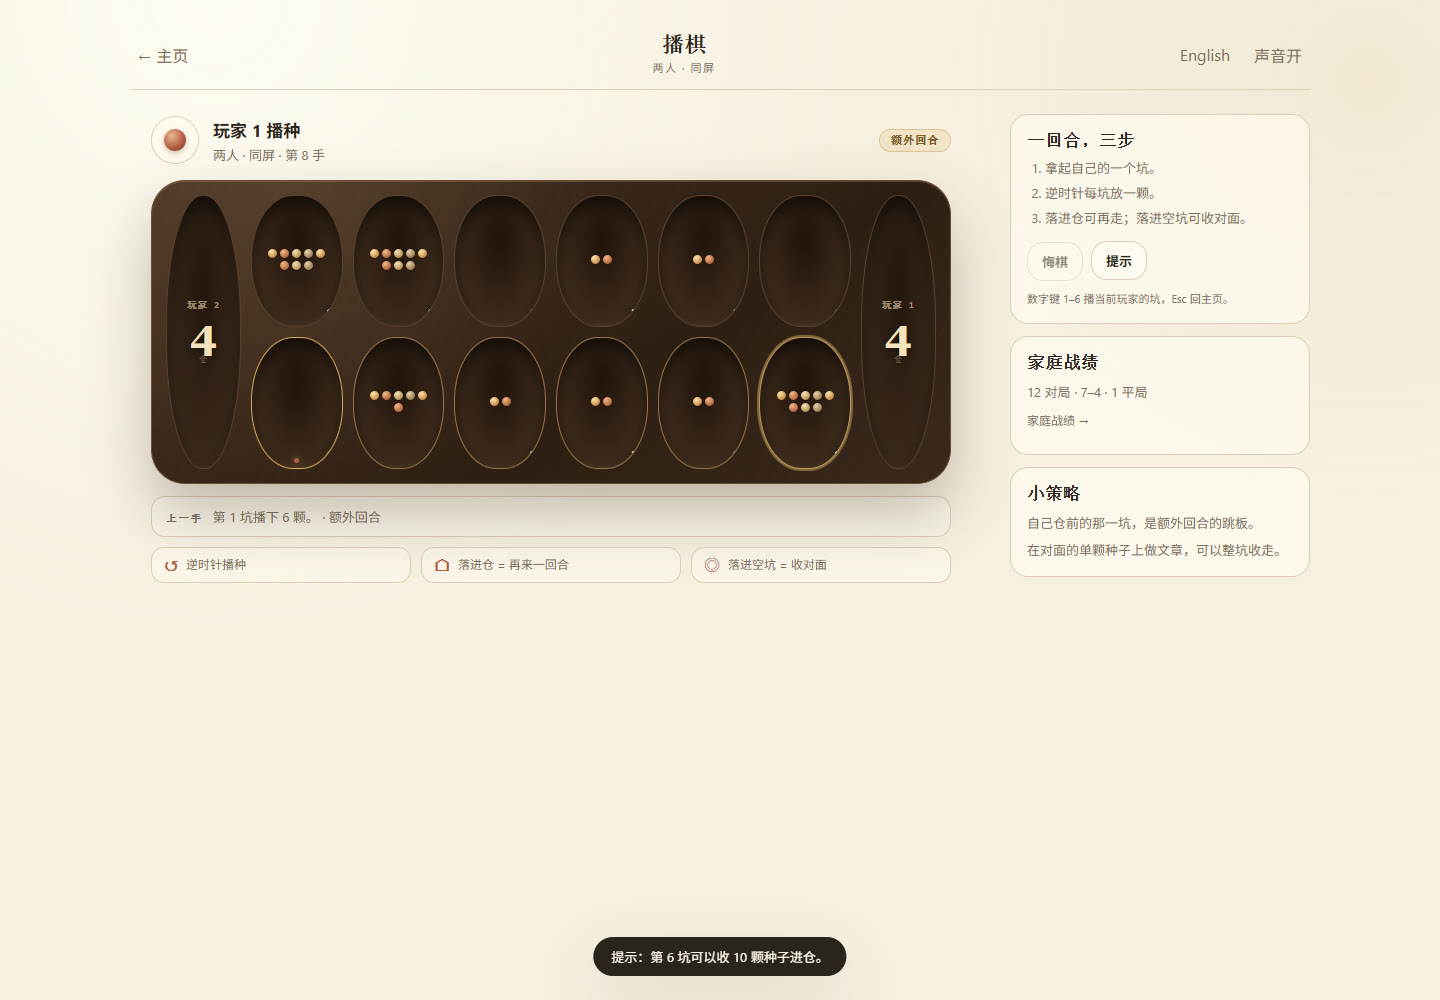 ← 主页
播棋
两人 · 同屏
English
声音开
玩家 1 播种
两人 · 同屏 · 第 8 手
额外回合
玩家 2
4
仓
玩家 1
4
仓
上一手 第 1 坑播下 6 颗。 · 额外回合
逆时针播种
落进仓 = 再来一回合
落进空坑 = 收对面
一回合，三步
1. 拿起自己的一个坑。
2. 逆时针每坑放一颗。
3. 落进仓可再走；落进空坑可收对面。
悔棋
提示
数字键 1–6 播当前玩家的坑，Esc 回主页。
家庭战绩
12 对局 · 7–4 · 1 平局
家庭战绩 →
小策略
自己仓前的那一坑，是额外回合的跳板。
在对面的单颗种子上做文章，可以整坑收走。
提示：第 6 坑可以收 10 颗种子进仓。